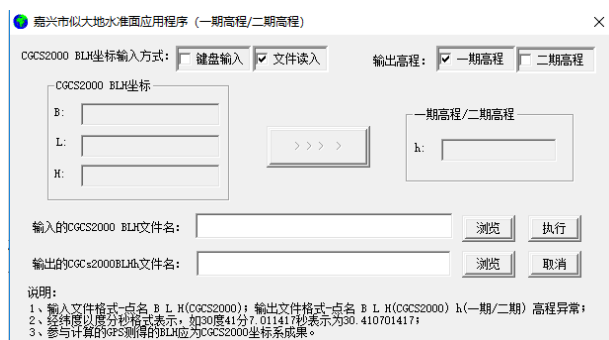 嘉兴市似大地水准面应用程序（一期高程/二期高程）
CGCS2000 BLH坐标输入方式： 键盘输入 文件读入 输出高程： 一期高程 二期高程
CGCS2000 BLH坐标
B:
L:
H:
>>>>
一期高程/二期高程
h:
输入的CGCS2000 BLH文件名： 浏览 执行
输出的CGCs2000BLHh文件名： 浏览 取消
说明:
1、输入文件格式-点名 B L H(CGCS2000)；输出文件格式-点名 B L H(CGCS2000) h(一期/二期) 高程异常；
2、经纬度以度分秒格式表示，如30度41分7.011417秒表示为30.410701417；
3、参与计算的GPS测得的BLH应为CGCS2000坐标系成果。